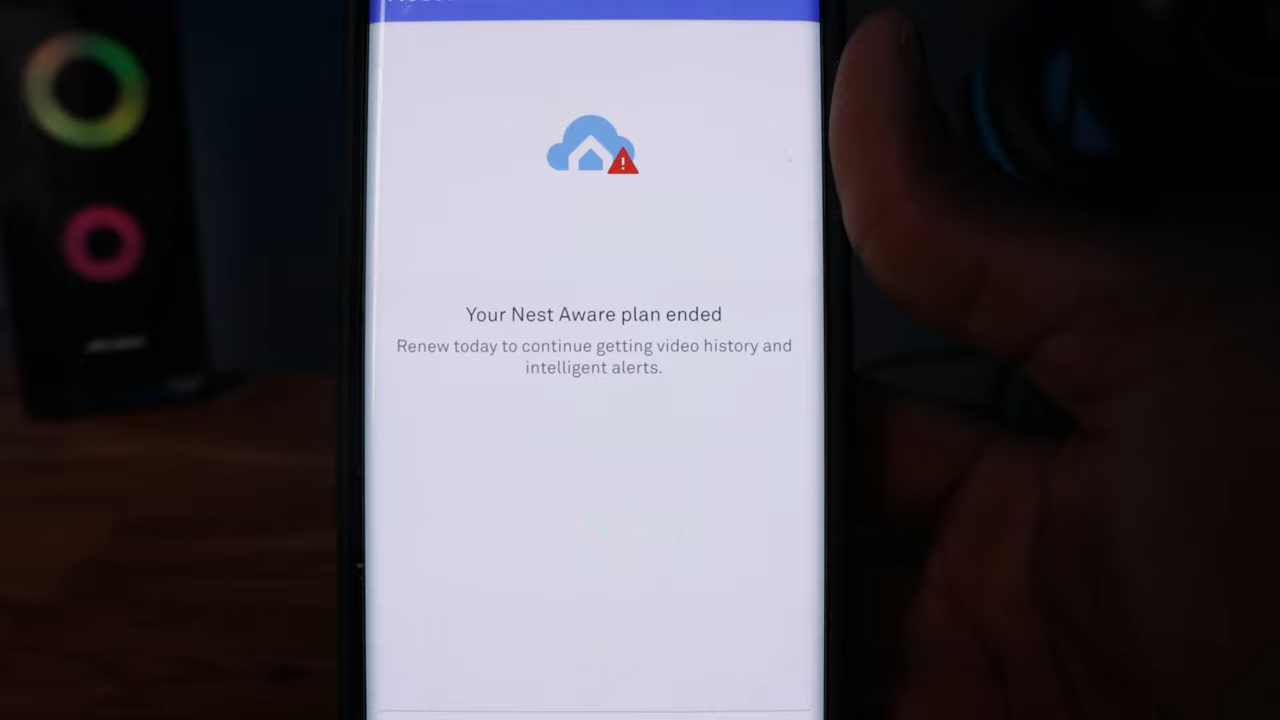 Your Nest Aware plan ended
Renew today to continue getting video history and
intelligent alerts.